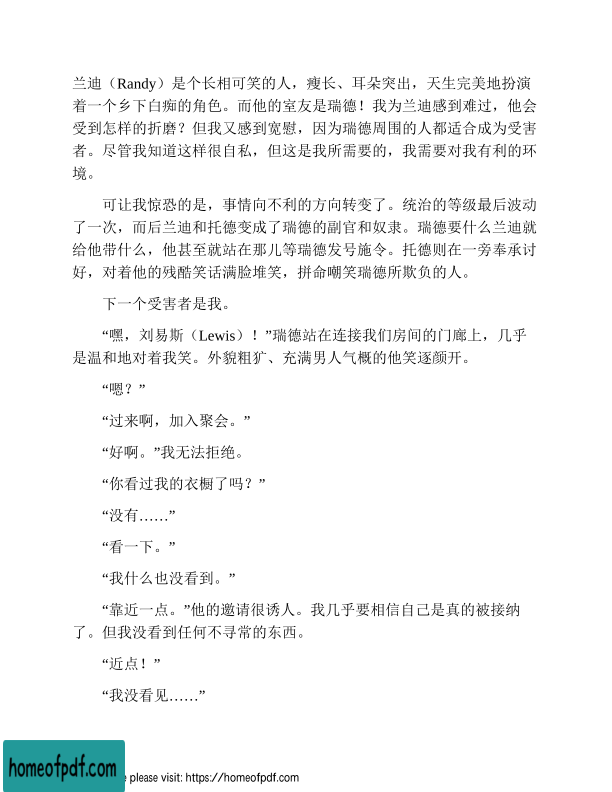 兰迪（Randy）是个长相可笑的人，瘦长、耳朵突出，天生完美地扮演
着一个乡下白痴的角色。而他的室友是瑞德！我为兰迪感到难过，他会
受到怎样的折磨？但我又感到宽慰，因为瑞德周围的人都适合成为受害
者。尽管我知道这样很自私，但这是我所需要的，我需要对我有利的环
境。
可让我惊恐的是，事情向不利的方向转变了。统治的等级最后波动
了一次，而后兰迪和托德变成了瑞德的副官和奴隶。瑞德要什么兰迪就
给他带什么，他甚至就站在那儿等瑞德发号施令。托德则在一旁奉承讨
好，对着他的残酷笑话满脸堆笑，拼命嘲笑瑞德所欺负的人。
下一个受害者是我。
“嘿，刘易斯（Lewis）！”瑞德站在连接我们房间的门廊上，几乎
是温和地对着我笑。外貌粗犷、充满男人气概的他笑逐颜开。
“嗯？”
“过来啊，加入聚会。”
“好啊。”我无法拒绝。
“你看过我的衣橱了吗？”
“没有……”
“看一下。”
“我什么也没看到。”
“靠近一点。”他的邀请很诱人。我几乎要相信自己是真的被接纳
了。但我没看到任何不寻常的东西。
“近点！”
“我没看见……”
homeofpdf.com
e please visit: https://homeofpdf.com